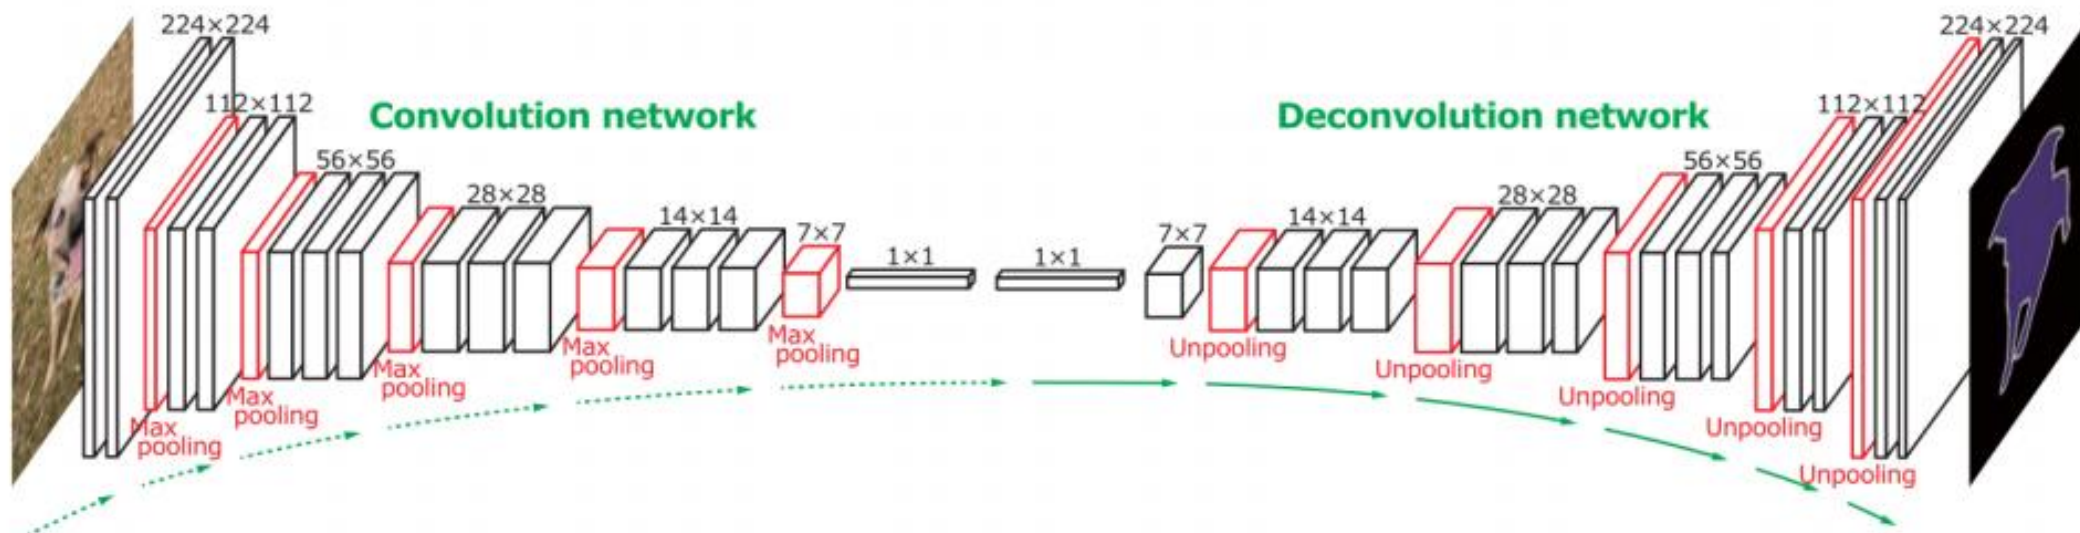 224×224
112×112
Convolution network
56×56
28×28
14×14
7×7
1×1
1×1
7×7
14×14
28×28
56×56
Deconvolution network
112×112
224×224
Max
pooling
Max
pooling
Max
pooling
Max
pooling
Max
pooling
Unpooling
Unpooling
Unpooling
Unpooling
Unpooling